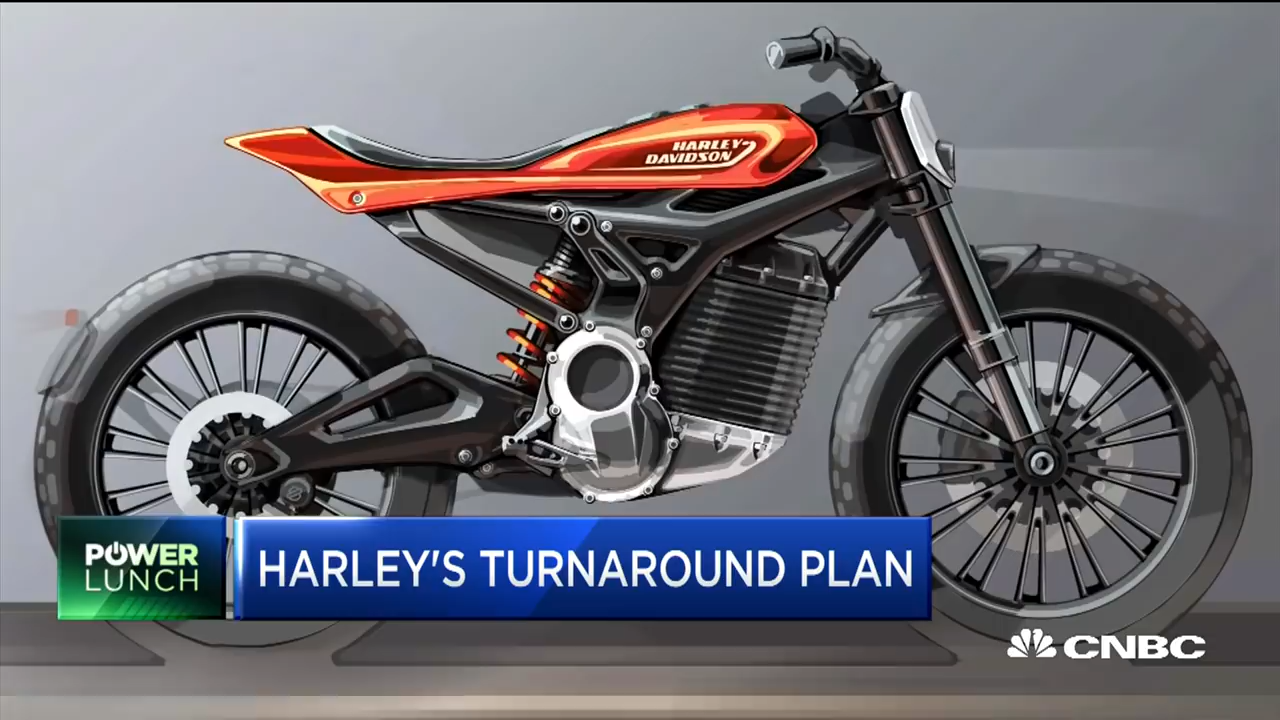 HARLEY-
DAVIDSON
POWER
LUNCH
HARLEY'S TURNAROUND PLAN
CNBC